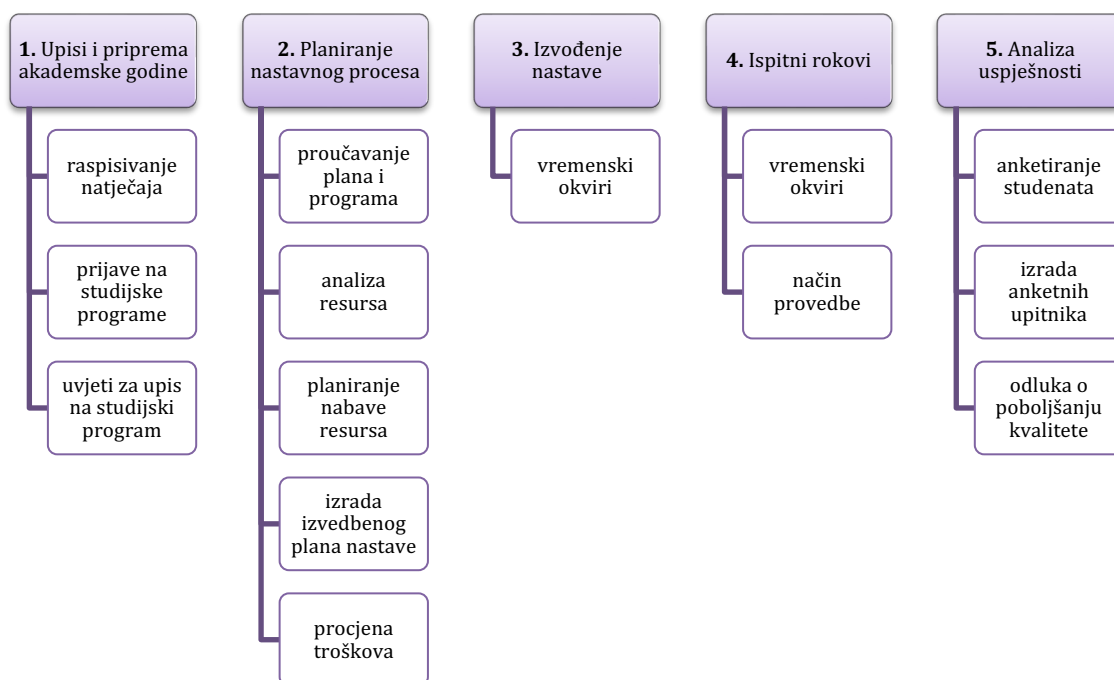 1. Upisi i priprema
akademske godine
raspisivanje
natječaja
prijave na
studijske
programe
uvjeti za upis
na studijski
program
2. Planiranje
nastavnog procesa
proučavanje
plana i
programa
analiza
resursa
planiranje
nabave
resursa
izrada
izvedbenog
plana nastave
procjena
troškova
3. Izvođenje
nastave
vremenski
okviri
4. Ispitni rokovi
vremenski
okviri
način
provedbe
5. Analiza
uspješnosti
anketiranje
studenata
izrada
anketnih
upitnika
odluka o
poboljšanju
kvalitete